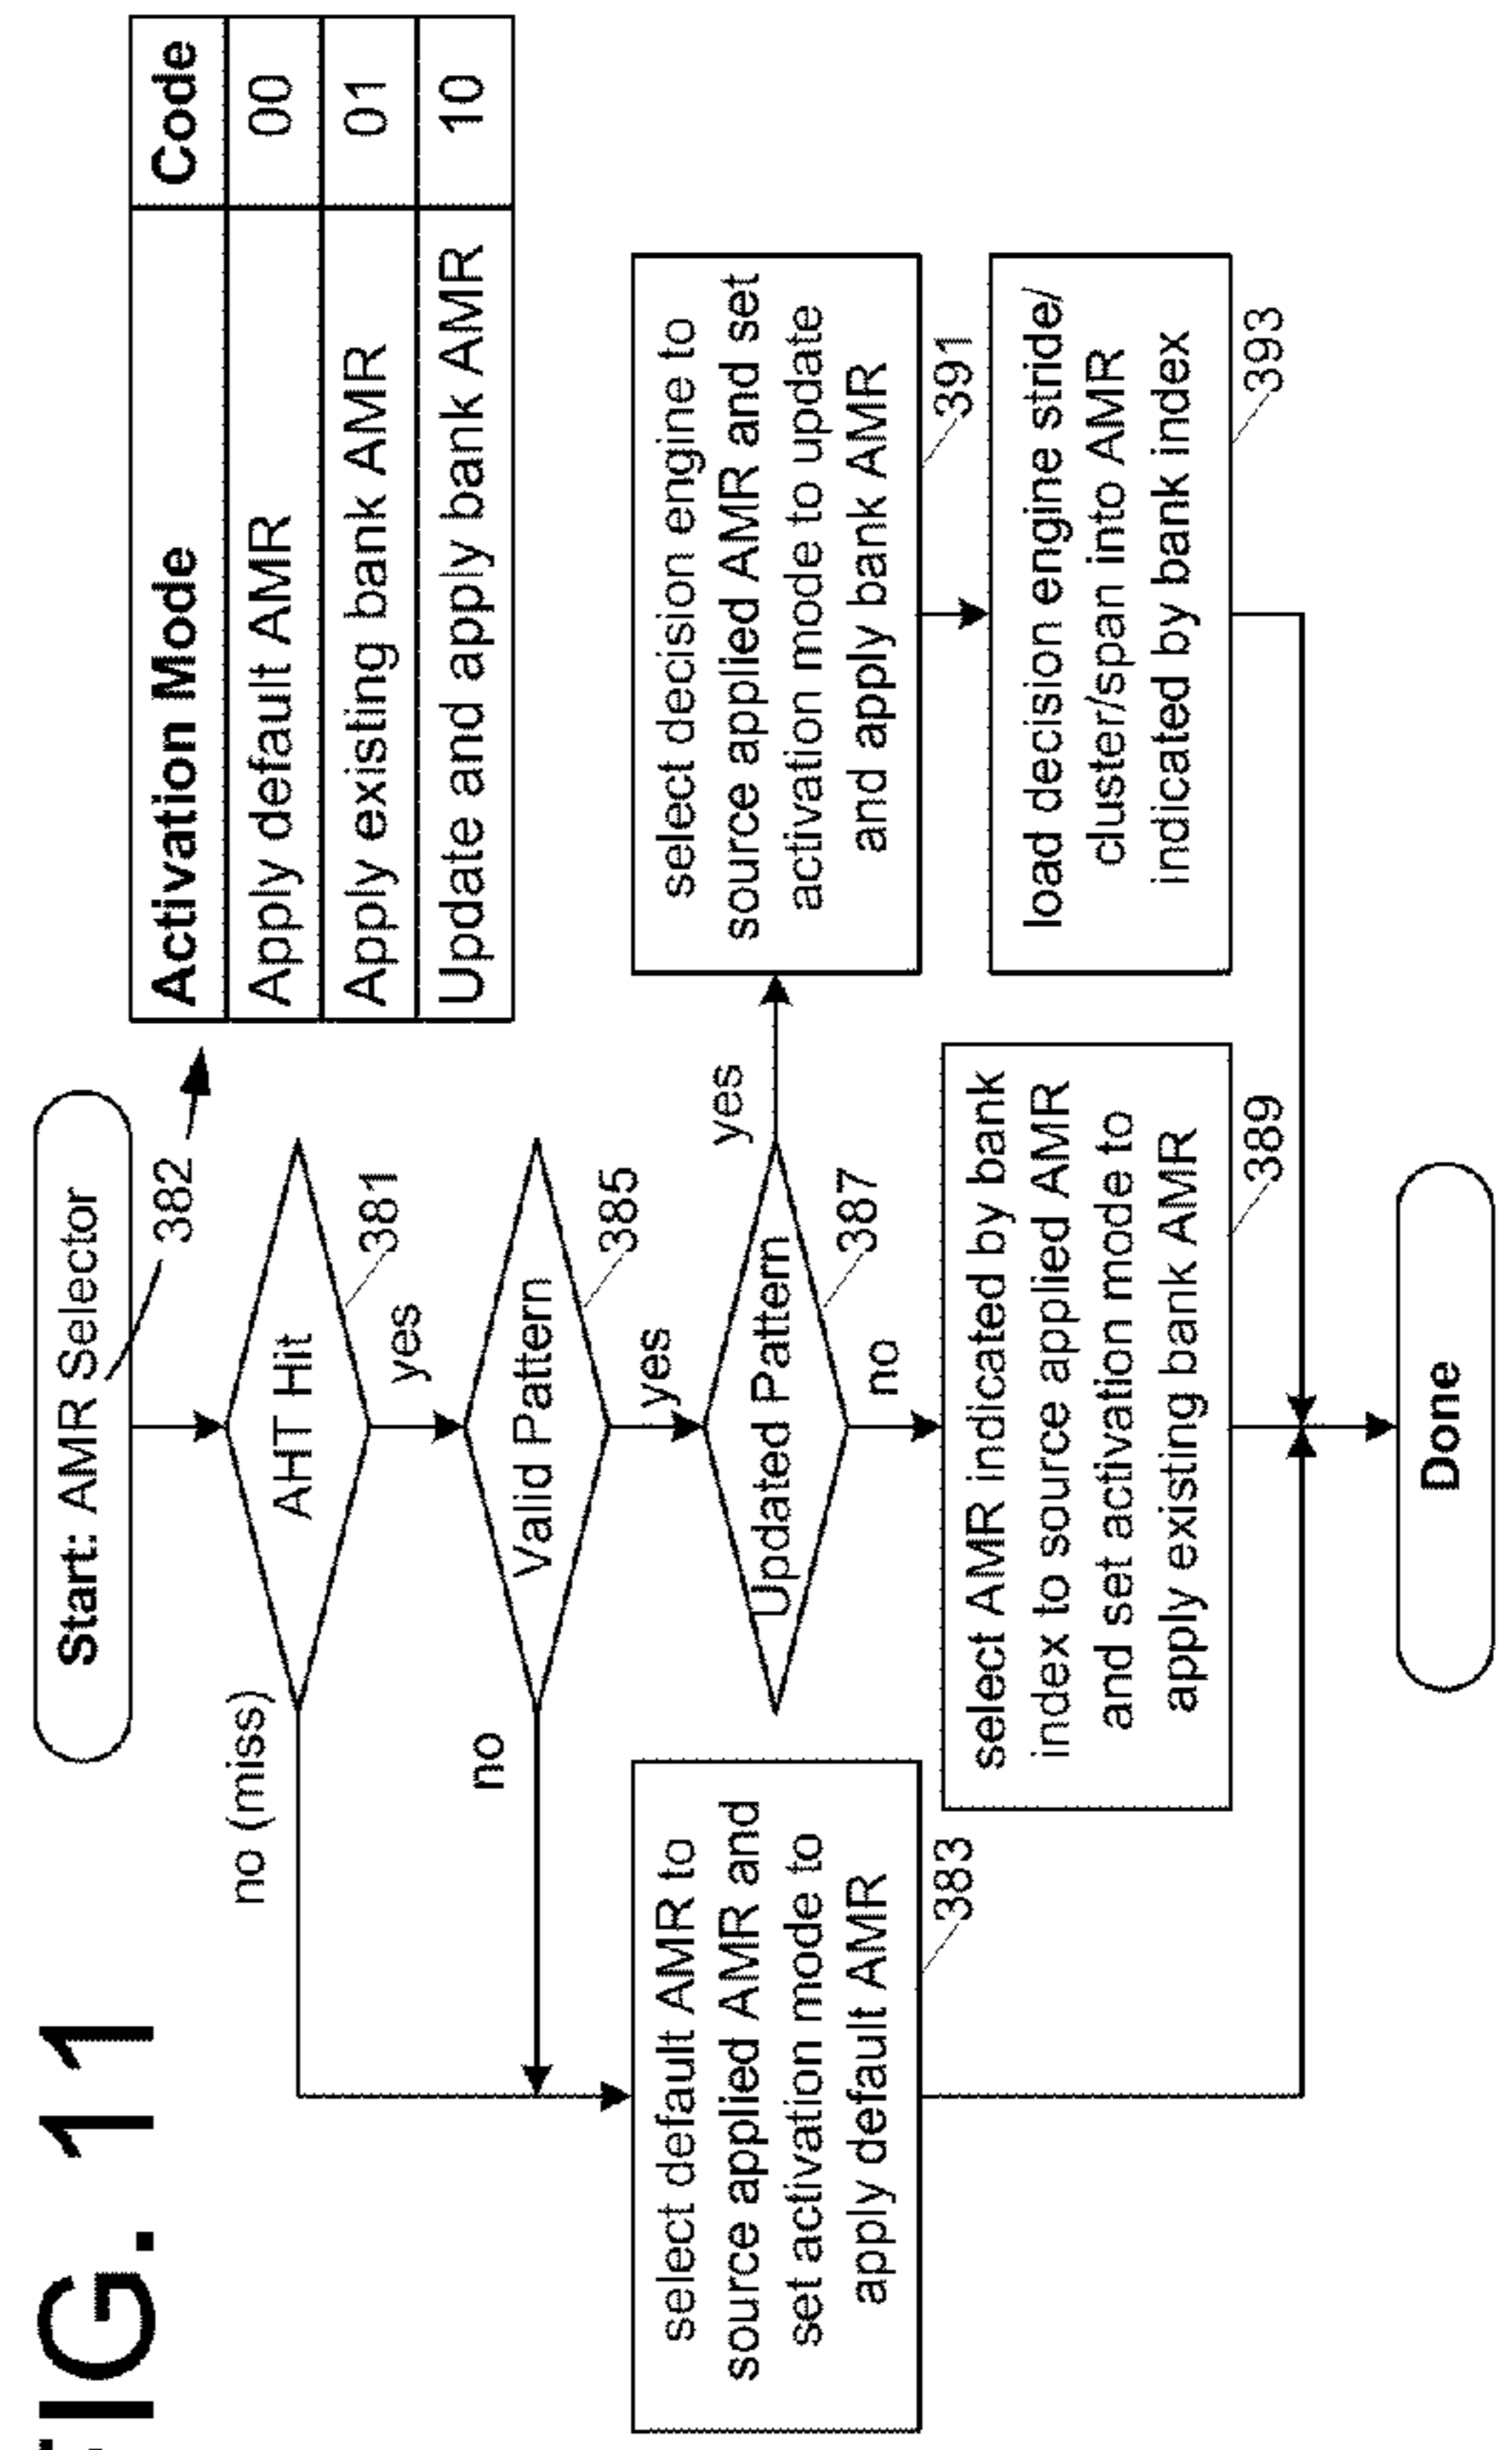 FIG. 11
Start: AMR Selector
382
Activation Mode Code
Apply default AMR 00
Apply existing bank AMR 01
Update and apply bank AMR 10
no (miss)
AHT Hit
381
yes
no
Valid Pattern
385
yes
Updated Pattern
387
yes
no
select default AMR to
source applied AMR and
set activation mode to
apply default AMR
383
select decision engine to
source applied AMR and set
activation mode to update
and apply bank AMR
391
select AMR indicated by bank
index to source applied AMR
and set activation mode to
apply existing bank AMR
389
load decision engine stride/
cluster/span into AMR
indicated by bank index
393
Done